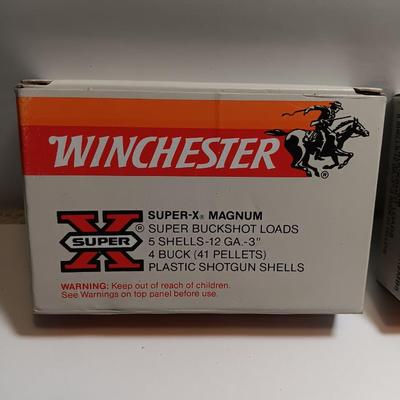 WINCHESTER®
X SUPER ®
SUPER-X® MAGNUM
SUPER BUCKSHOT LOADS
5 SHELLS-12 GA.-3"
4 BUCK (41 PELLETS)
PLASTIC SHOTGUN SHELLS
WARNING: Keep out of reach of children.
See Warnings on top panel before use.